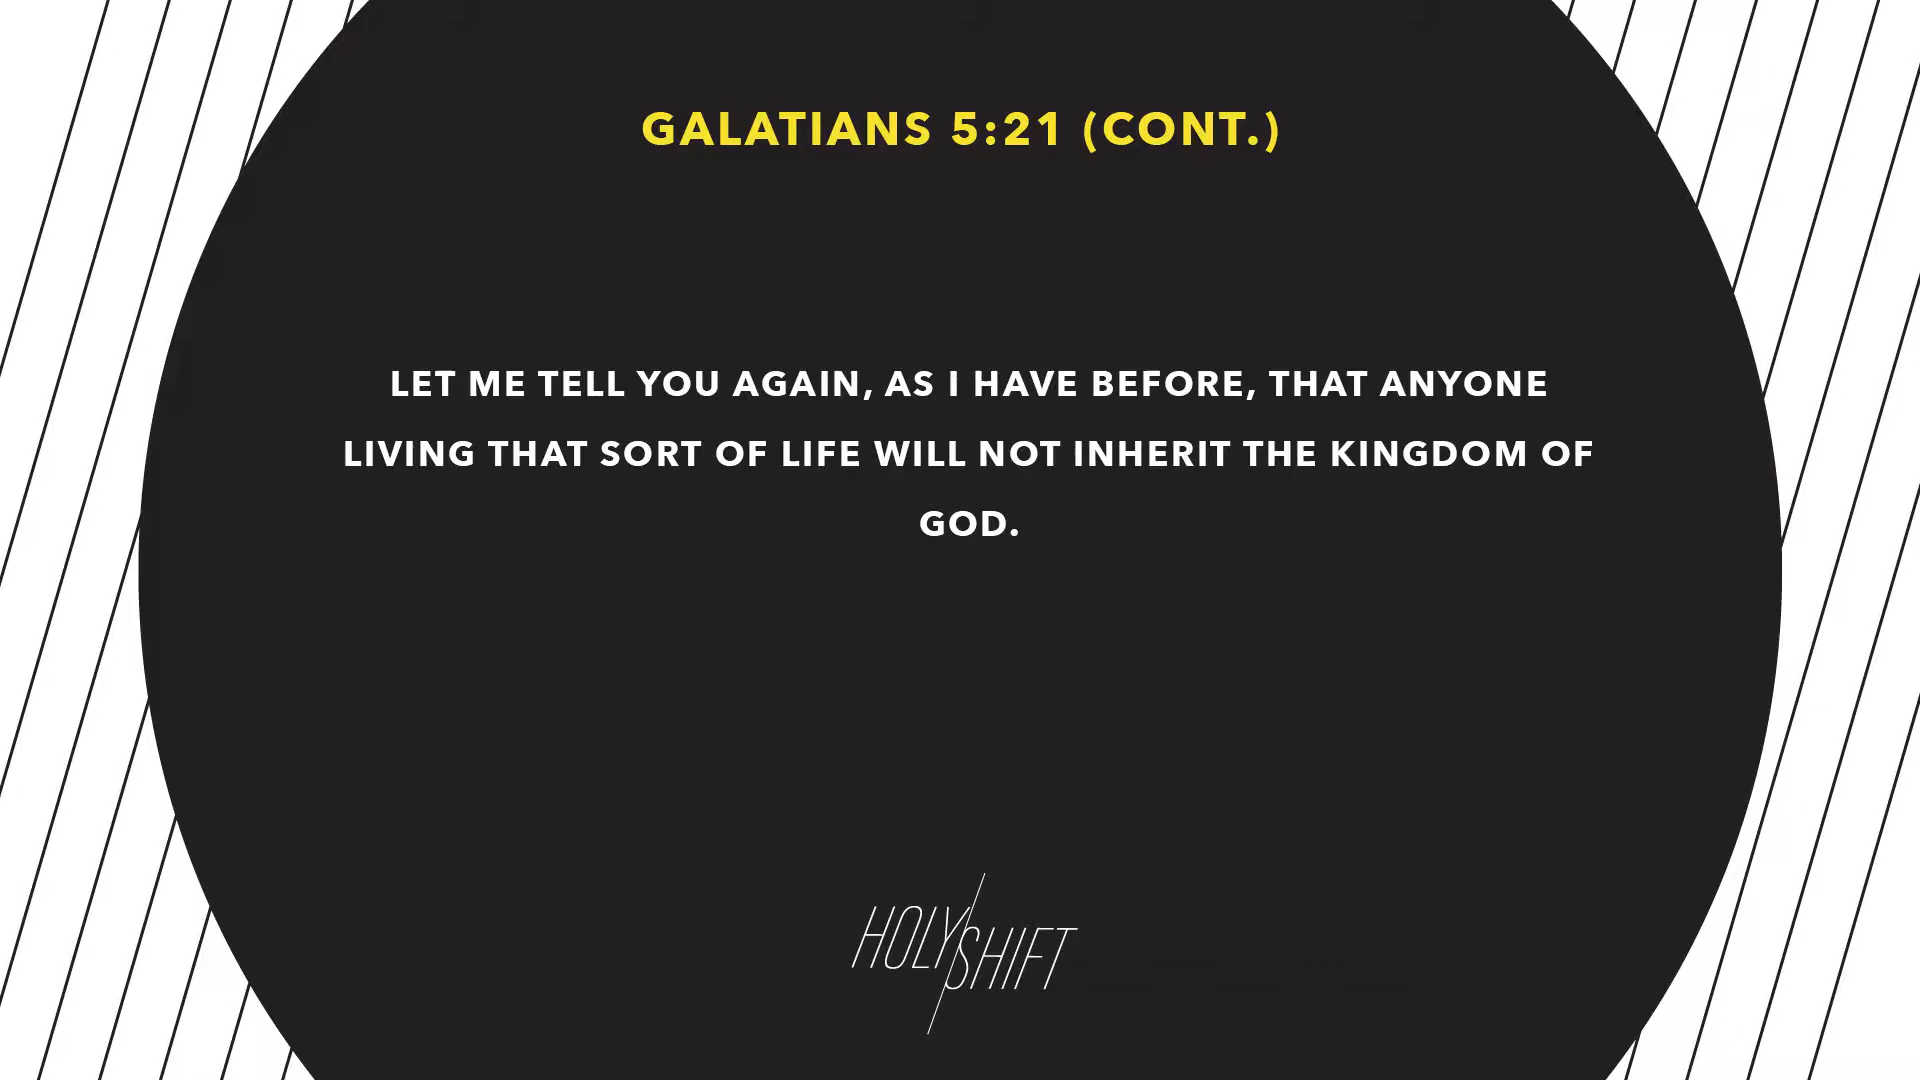 GALATIANS 5:21 (CONT.)
LET ME TELL YOU AGAIN, AS I HAVE BEFORE, THAT ANYONE
LIVING THAT SORT OF LIFE WILL NOT INHERIT THE KINGDOM OF
GOD.
HOLY/SHIFT